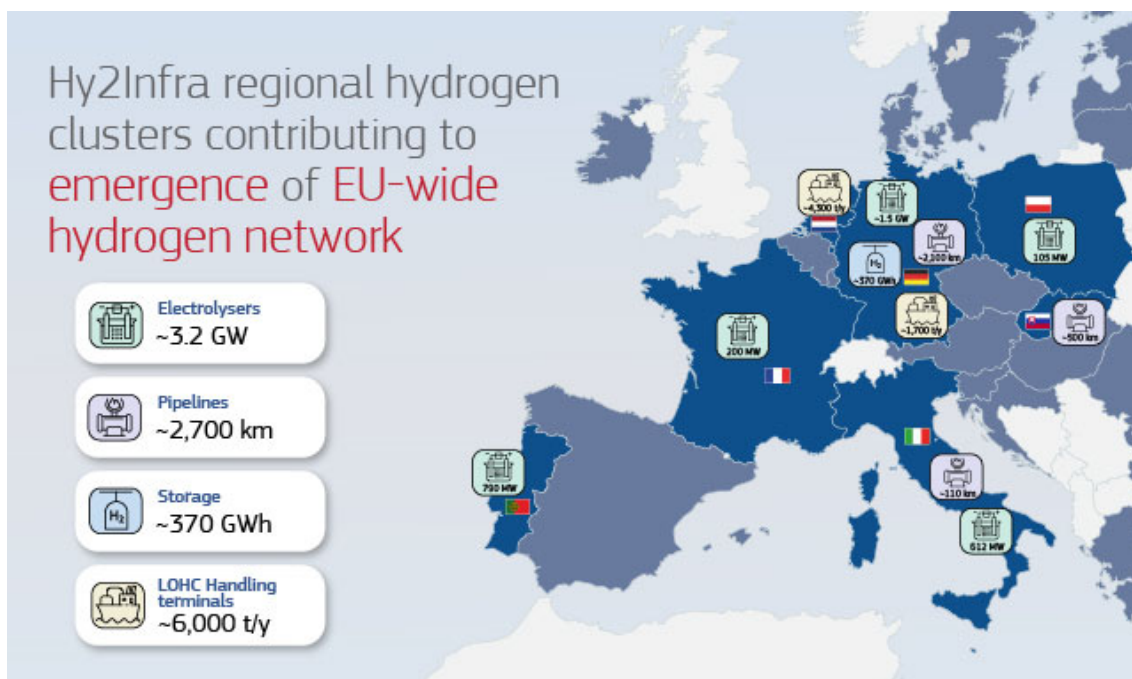 Hy2Infra regional hydrogen
clusters contributing to
emergence of EU-wide
hydrogen network
Electrolysers
~3.2 GW
Pipelines
~2,700 km
H₂
Storage
~370 GWh
LOHC Handling
terminals
~6,000 t/y
~4,300 t/y
~1.5 GW
~2,100 km
H₂
~370 GWh
105 MW
~1,700 t/y
~500 km
200 MW
790 MW
~110 km
612 MW